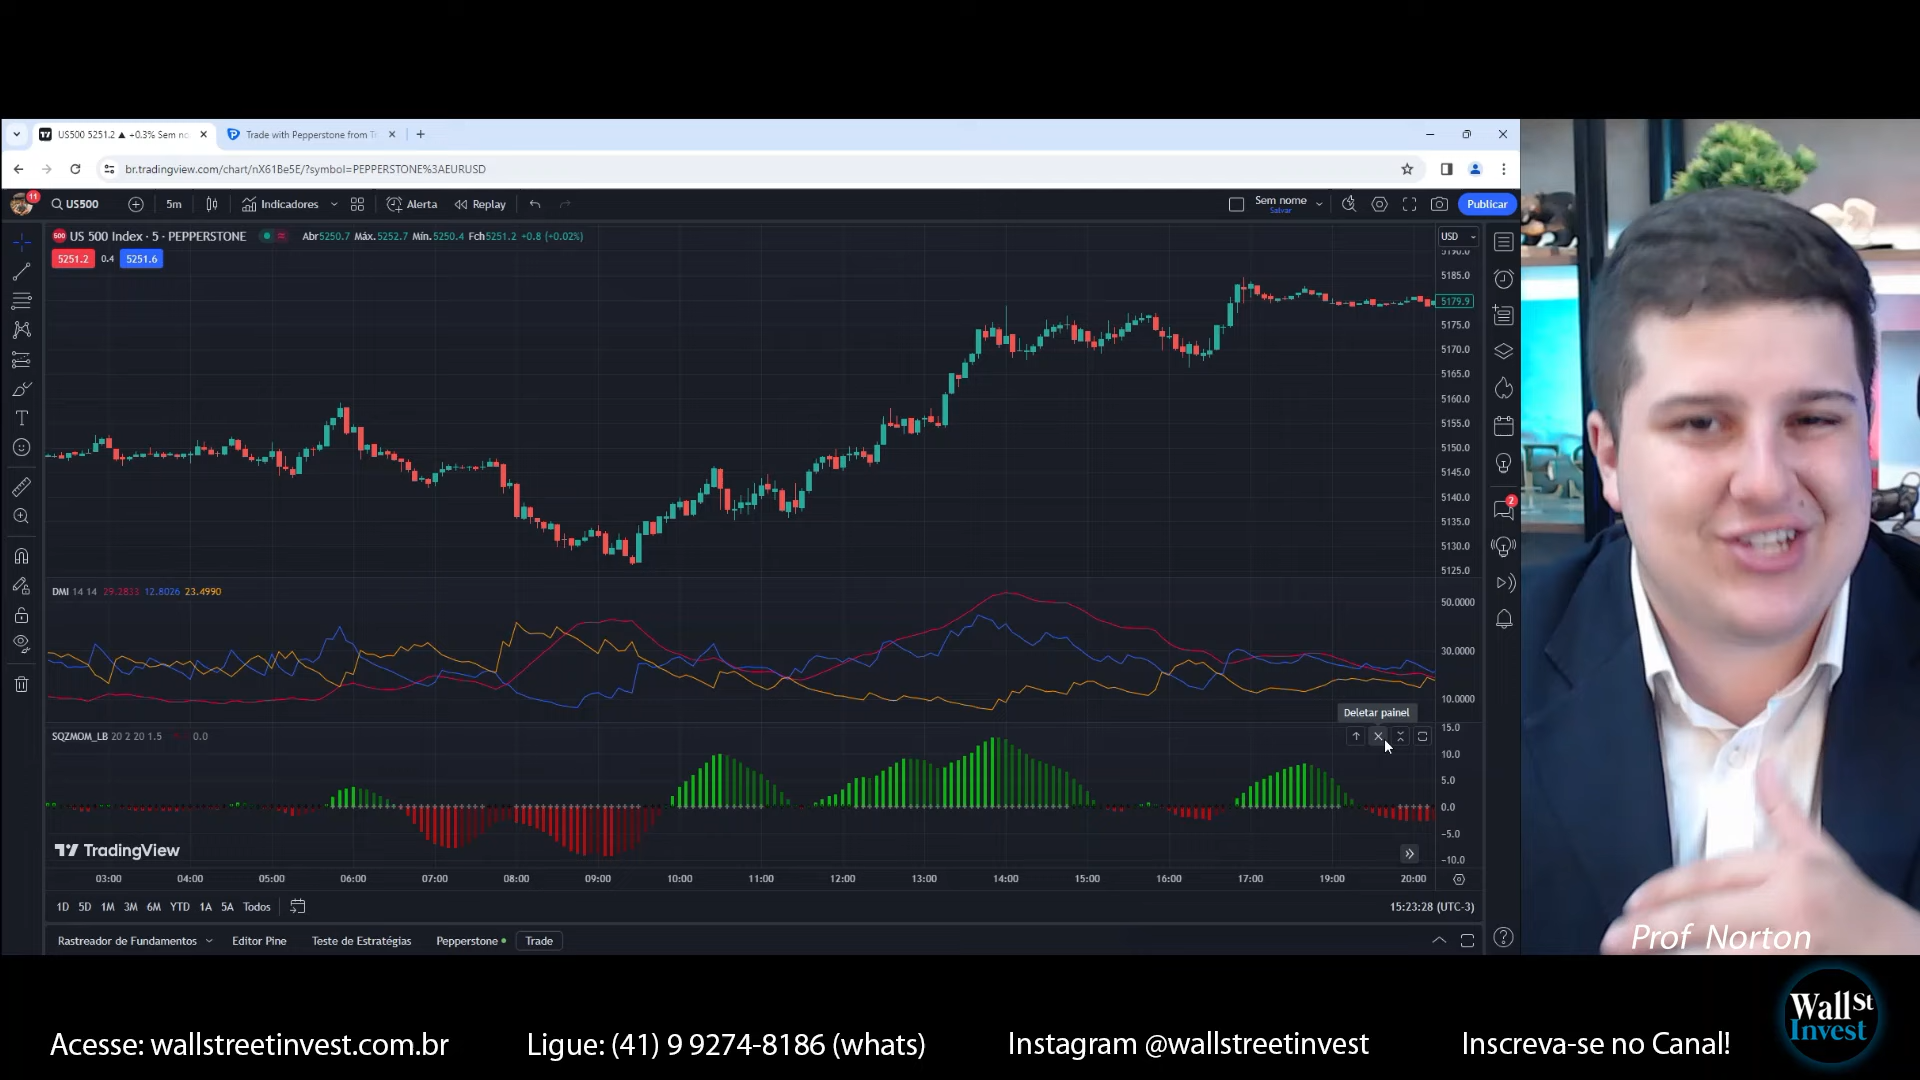 US500 5251.2 ▲ +0.3% Sem no
Trade with Pepperstone from T
br.tradingview.com/chart/nX61Be5E/?symbol=PEPPERSTONE%3AEURUSD
11
US500
5m
Indicadores
Alerta
Replay
Sem nome
Salvar
Publicar
500 US 500 Index · 5 · PEPPERSTONE
Abr5250.7 Máx.5252.7 Mín.5250.4 Fch5251.2 +0.8 (+0.02%)
USD
5251.2 0.4 5251.6
5190.0
5185.0
5179.9
5175.0
5170.0
5165.0
5160.0
5155.0
5150.0
5145.0
5140.0
5135.0
5130.0
5125.0
2
DMI 14 14 29.2833 12.8026 23.4990
50.0000
30.0000
10.0000
Deletar painel
SQZMOM_LB 20 2 20 1.5 0.0
15.0
10.0
5.0
0.0
-5.0
-10.0
TradingView
03:00 04:00 05:00 06:00 07:00 08:00 09:00 10:00 11:00 12:00 13:00 14:00 15:00 16:00 17:00 19:00 20:00
1D 5D 1M 3M 6M YTD 1A 5A Todos
15:23:28 (UTC-3)
Rastreador de Fundamentos Editor Pine Teste de Estratégias Pepperstone Trade
Prof Norton
Acesse: wallstreetinvest.com.br
Ligue: (41) 9 9274-8186 (whats)
Instagram @wallstreetinvest
Inscreva-se no Canal!
Wall St
Invest